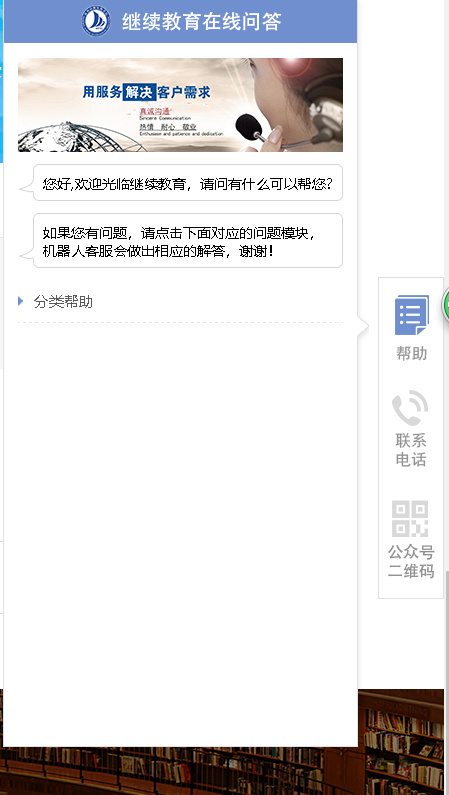 继续教育在线问答
用服务解决客户需求
真诚沟通
Sincere Communication
热情 耐心 敬业
Enthusiasm and patience and dedication
您好,欢迎光临继续教育，请问有什么可以帮您?
如果您有问题，请点击下面对应的问题模块，
机器人客服会做出相应的解答，谢谢！
分类帮助
帮助
联系
电话
公众号
二维码